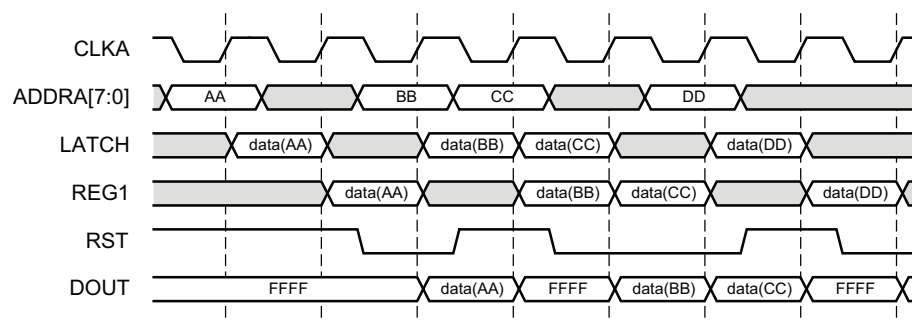 CLKA
ADDRA[7:0] AA BB CC DD
LATCH data(AA) data(BB) data(CC) data(DD)
REG1 data(AA) data(BB) data(CC) data(DD)
RST
DOUT FFFF data(AA) FFFF data(BB) data(CC) FFFF